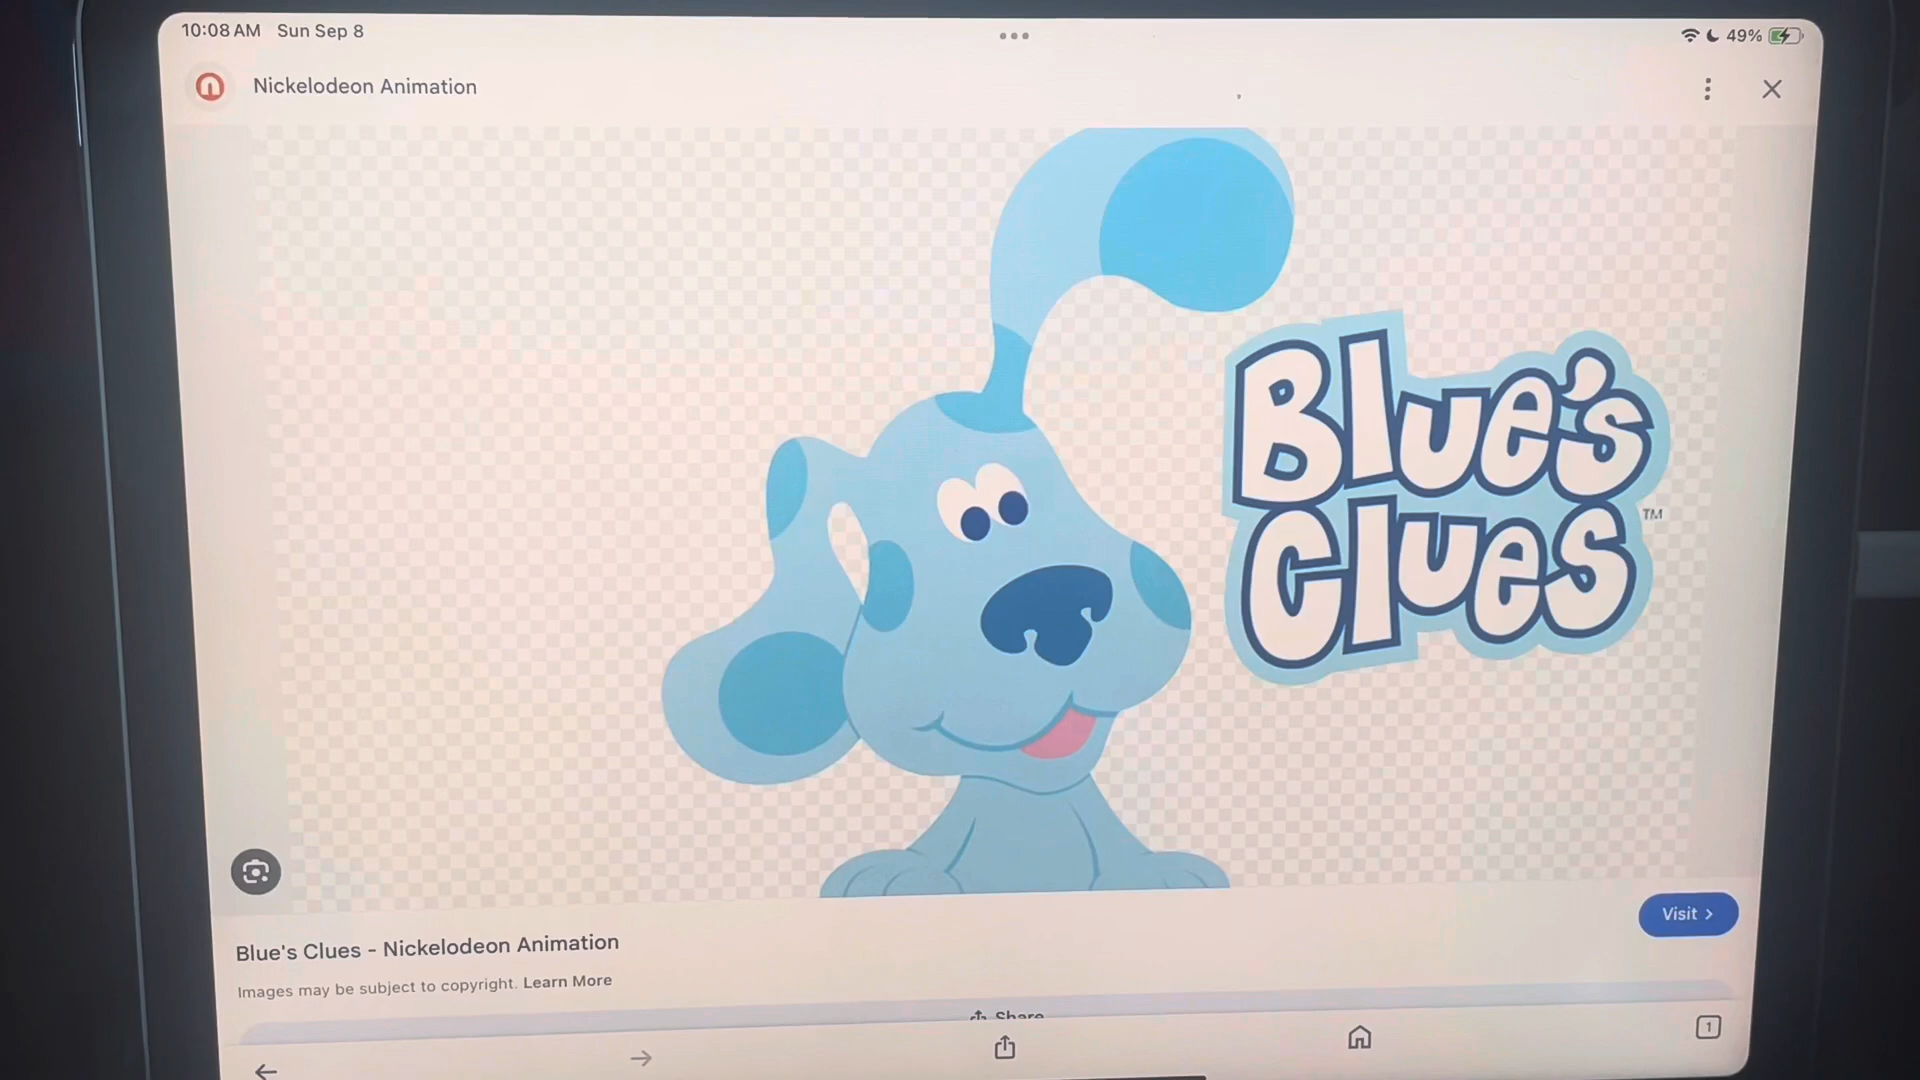 10:08 AM Sun Sep 8
49%
Nickelodeon Animation
Blue's
Clues
TM
Visit
Blue's Clues - Nickelodeon Animation
Images may be subject to copyright. Learn More
Share
1